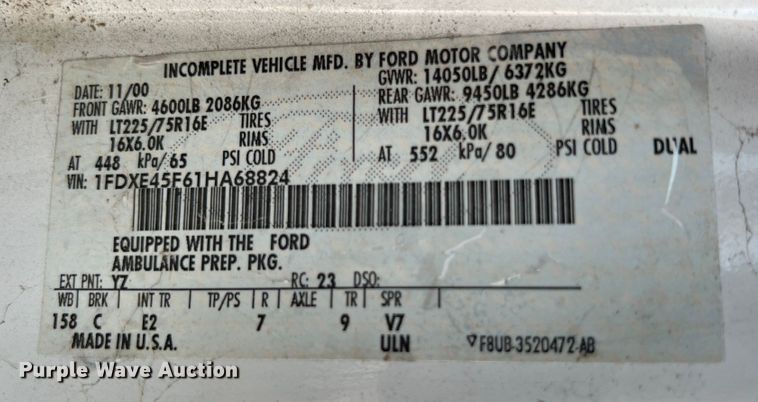 INCOMPLETE VEHICLE MFD. BY FORD MOTOR COMPANY
DATE: 11/00 GVWR: 14050LB/ 6372KG
FRONT GAWR: 4600LB 2086KG REAR GAWR: 9450LB 4286KG
WITH LT225/75R16E TIRES WITH LT225/75R16E TIRES
16X6.0K RIMS 16X6.0K RIMS
AT 448 kPa/65 PSI COLD AT 552 kPa/80 PSI COLD DUAL
VIN: 1FDXE45F61HA68824
EQUIPPED WITH THE FORD
AMBULANCE PREP. PKG.
EXT PNT: YZ RC: 23 DSO:
WB BRK INT TR TP/PS R AXLE TR SPR
158 C E2 7 9 V7
MADE IN U.S.A. ULN F8UB-3520472-AB
Purple Wave Auction